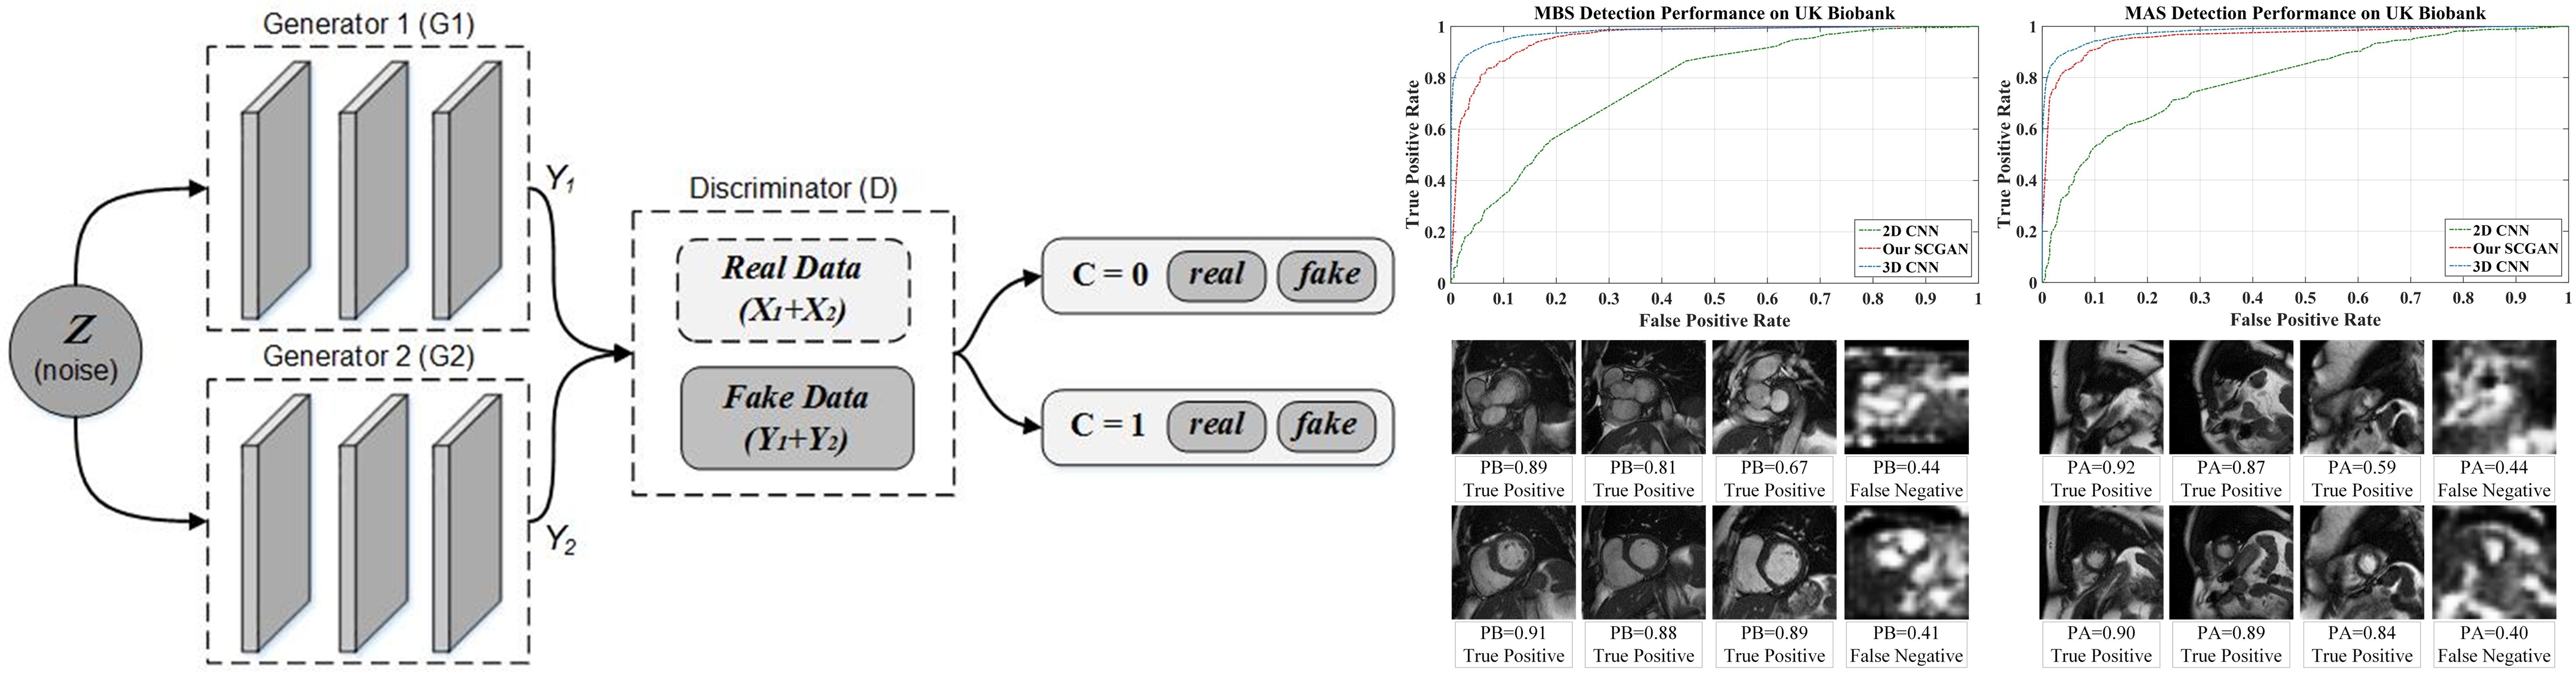 Generator 1 (G1)
Z
(noise)
Generator 2 (G2)
Y1
Y2
Discriminator (D)
Real Data
(X1+X2)
Fake Data
(Y1+Y2)
C = 0 real fake
C = 1 real fake
MBS Detection Performance on UK Biobank
True Positive Rate
1
0.8
0.6
0.4
0.2
0
0 0.1 0.2 0.3 0.4 0.5 0.6 0.7 0.8 0.9 1
False Positive Rate
2D CNN
Our SCGAN
3D CNN
MAS Detection Performance on UK Biobank
True Positive Rate
1
0.8
0.6
0.4
0.2
0
0 0.1 0.2 0.3 0.4 0.5 0.6 0.7 0.8 0.9 1
False Positive Rate
2D CNN
Our SCGAN
3D CNN
PB=0.89 PB=0.81 PB=0.67 PB=0.44
True Positive True Positive True Positive False Negative
PB=0.91 PB=0.88 PB=0.89 PB=0.41
True Positive True Positive True Positive False Negative
PA=0.92 PA=0.87 PA=0.59 PA=0.44
True Positive True Positive True Positive False Negative
PA=0.90 PA=0.89 PA=0.84 PA=0.40
True Positive True Positive True Positive False Negative